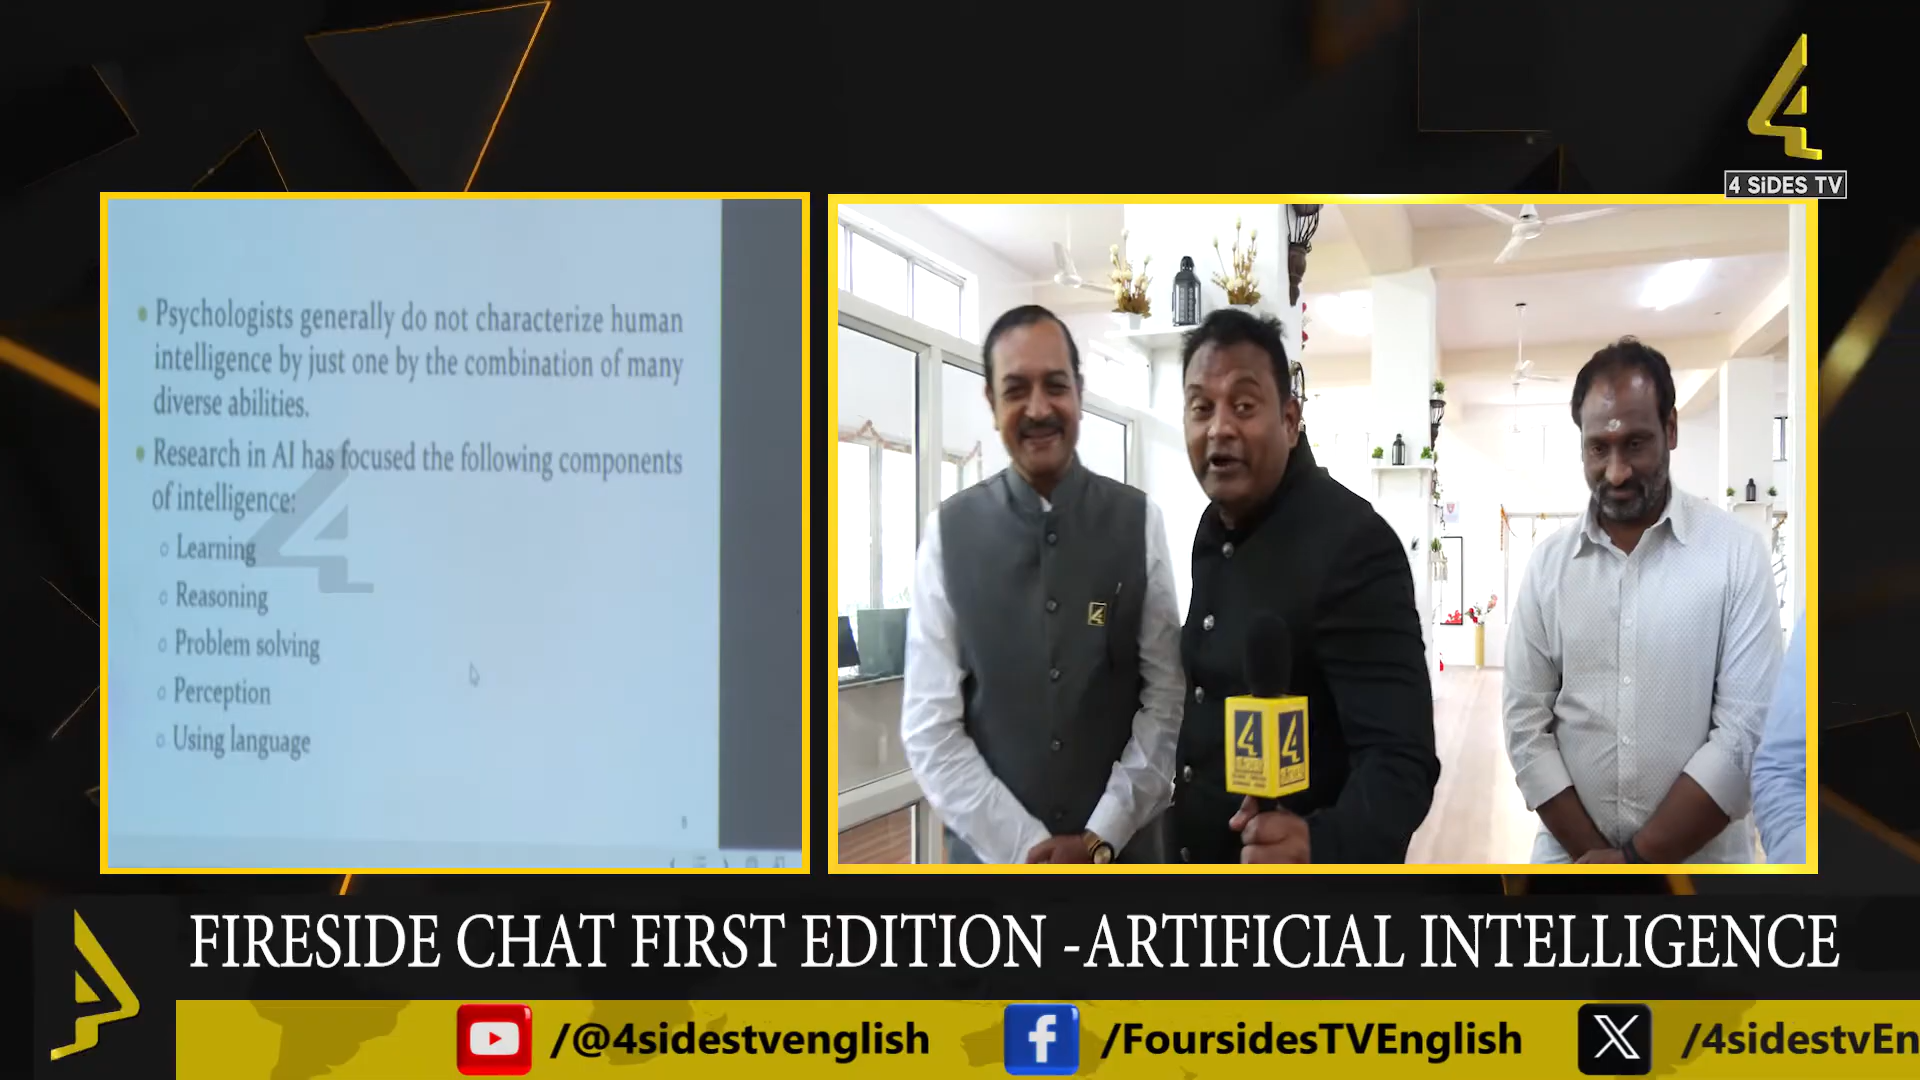 4 SiDES TV
Psychologists generally do not characterize human
intelligence by just one by the combination of many
diverse abilities.
Research in AI has focused the following components
of intelligence:
Learning
Reasoning
Problem solving
Perception
Using language
8
FIRESIDE CHAT FIRST EDITION -ARTIFICIAL INTELLIGENCE
/@4sidestvenglish
/FoursidesTVEnglish
/4sidestvEn